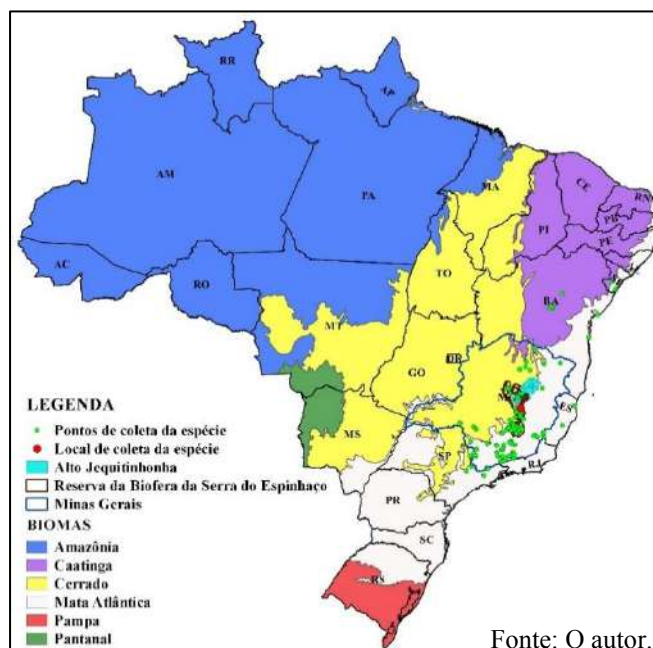 RR
AP
AM
PA
MA
CE
RN
PI
PB
PE
AC
RO
TO
BA
MT
GO
DF
MG
ES
MS
SP
RJ
PR
SC
RS
LEGENDA
Pontos de coleta da espécie
Local de coleta da espécie
Alto Jequitinhonha
Reserva da Biofera da Serra do Espinhaço
Minas Gerais
BIOMAS
Amazônia
Caatinga
Cerrado
Mata Atlântica
Pampa
Pantanal
Fonte: O autor.